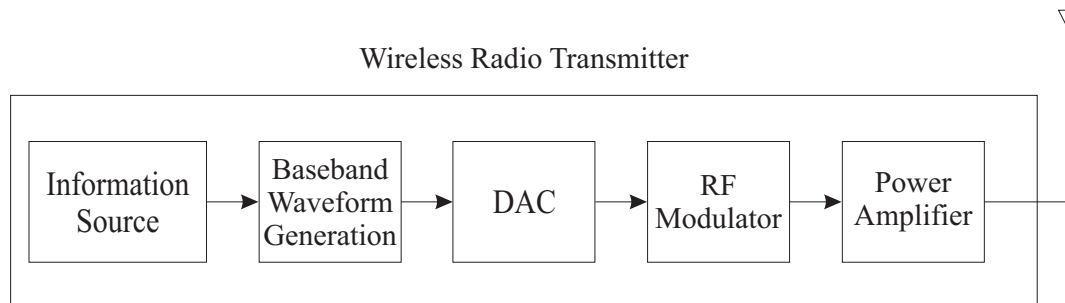 Wireless Radio Transmitter
Information
Source
Baseband
Waveform
Generation
DAC
RF
Modulator
Power
Amplifier